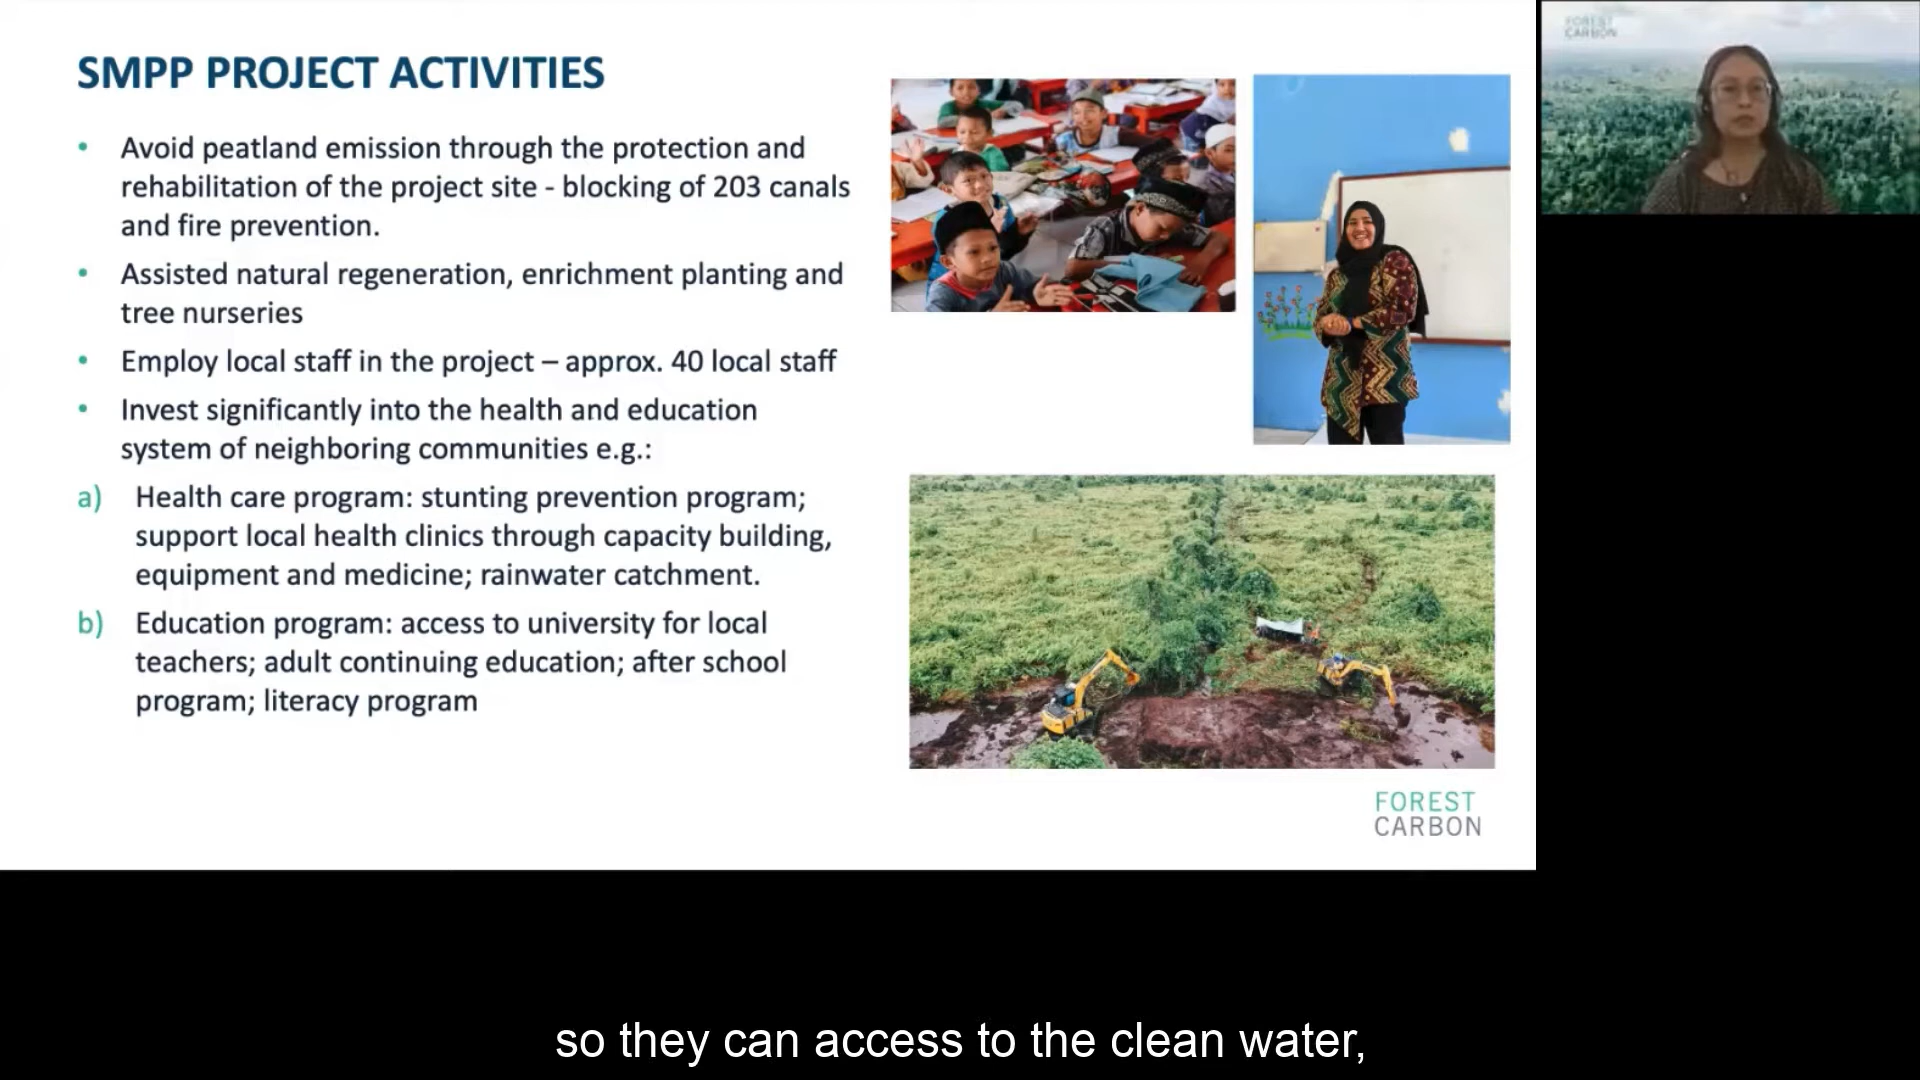 SMPP PROJECT ACTIVITIES
• Avoid peatland emission through the protection and
rehabilitation of the project site - blocking of 203 canals
and fire prevention.
• Assisted natural regeneration, enrichment planting and
tree nurseries
• Employ local staff in the project – approx. 40 local staff
• Invest significantly into the health and education
system of neighboring communities e.g.:
a) Health care program: stunting prevention program;
support local health clinics through capacity building,
equipment and medicine; rainwater catchment.
b) Education program: access to university for local
teachers; adult continuing education; after school
program; literacy program
FOREST
CARBON
FOREST
CARBON
so they can access to the clean water,